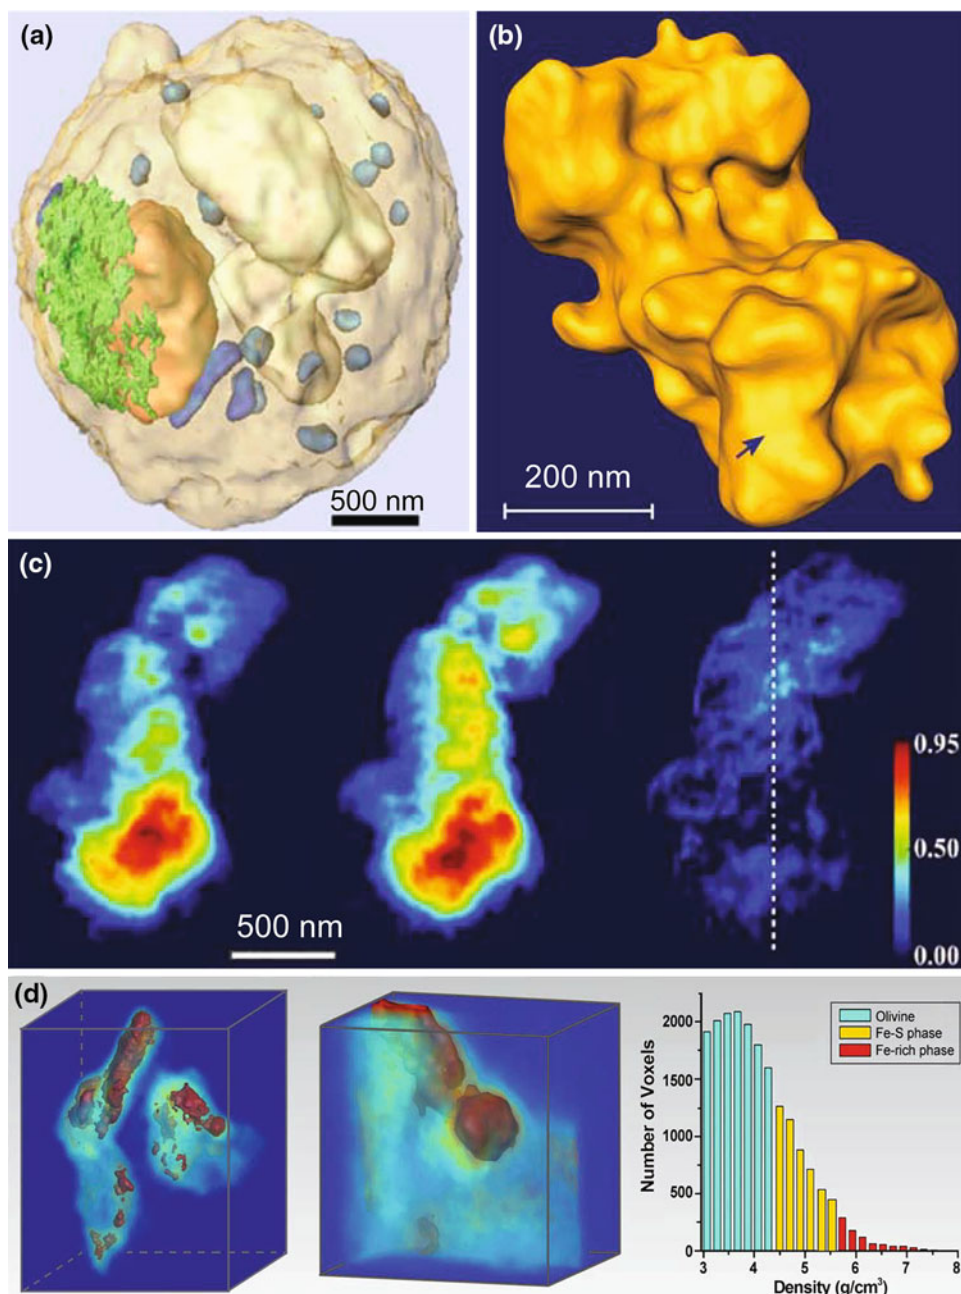 (a)
500 nm
(b)
200 nm
(c)
500 nm
0.95
0.50
0.00
(d)
2000
1500
1000
500
0
Number of Voxels
Olivine
Fe-S phase
Fe-rich phase
3 4 5 6 7 8
Density (g/cm³)